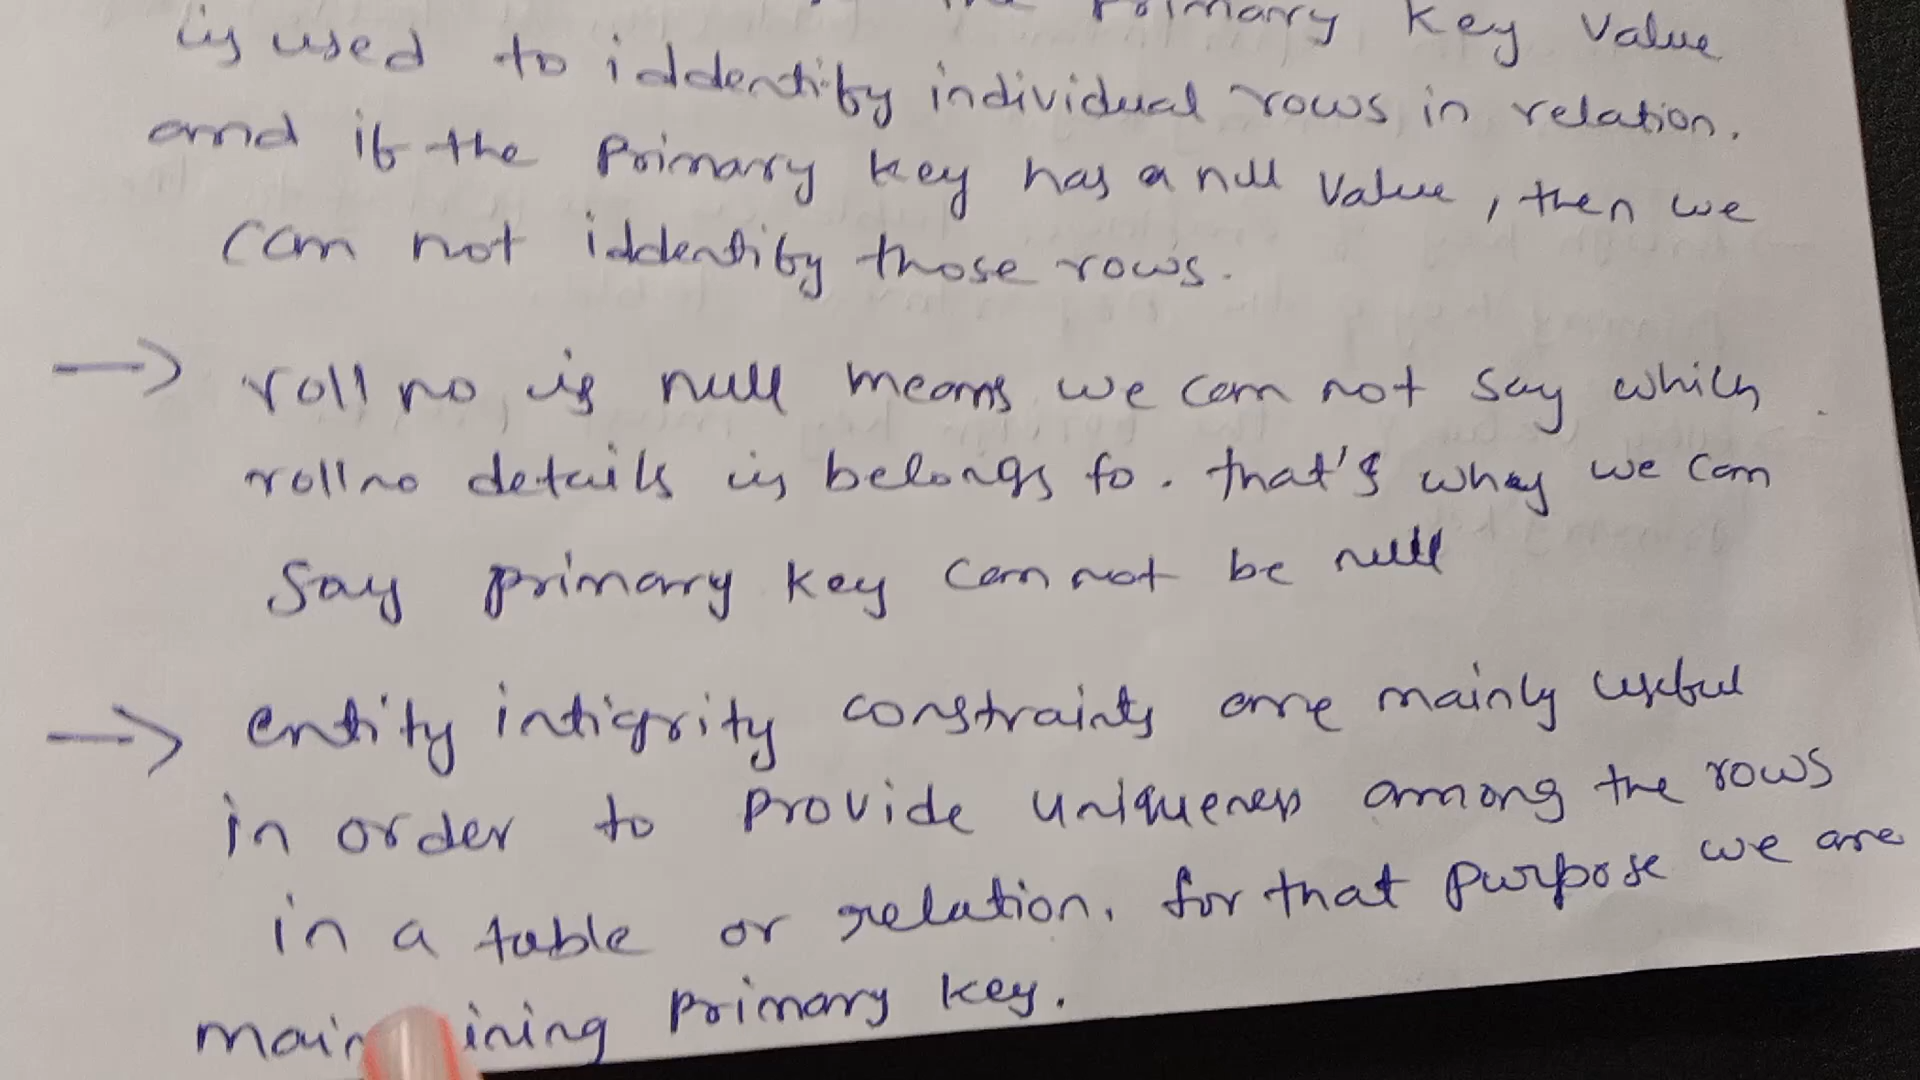 the Primary key value
is used to iddentify individual rows in relation.
and if the primary key has a null value, then we
can not iddentify those rows.
→ roll no is null means we can not say which
rollno details is belongs to. that's why we can
say primary key can not be null
→ entity intigrity constraints are mainly useful
in order to provide uniqueness among the rows
in a table or relation. for that purpose we are
primary key.